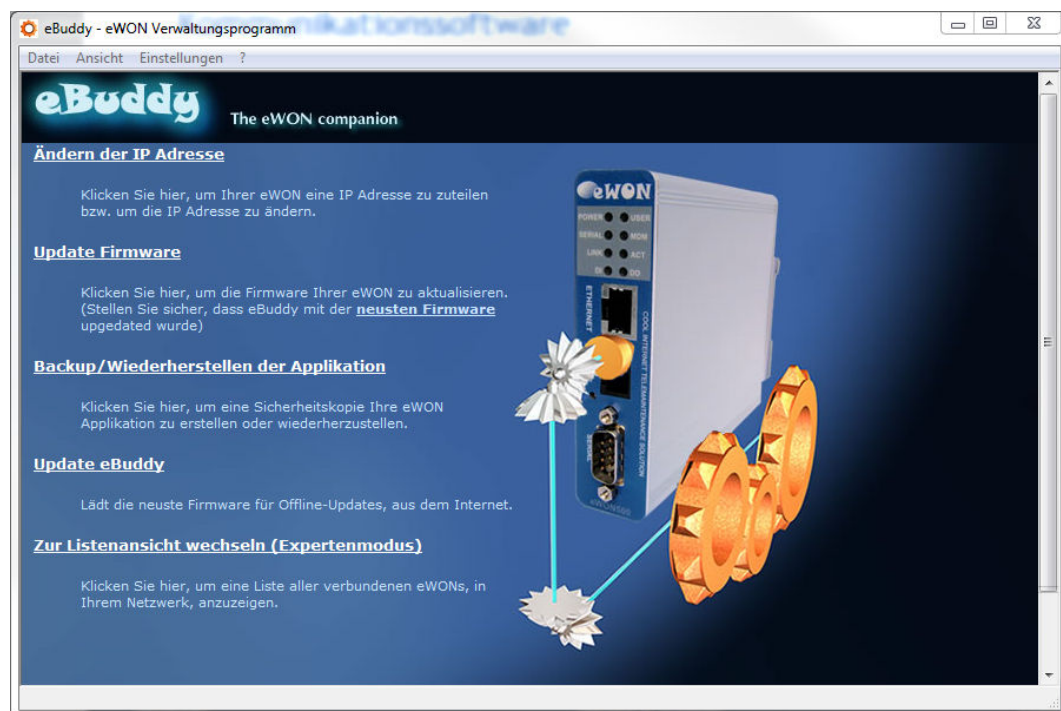 Kommunikationssoftware
eBuddy - eWON Verwaltungsprogramm
Datei Ansicht Einstellungen ?
eBuddy The eWON companion
Ändern der IP Adresse
Klicken Sie hier, um Ihrer eWON eine IP Adresse zu zuteilen
bzw. um die IP Adresse zu ändern.
Update Firmware
Klicken Sie hier, um die Firmware Ihrer eWON zu aktualisieren.
(Stellen Sie sicher, dass eBuddy mit der neusten Firmware
upgedated wurde)
Backup/Wiederherstellen der Applikation
Klicken Sie hier, um eine Sicherheitskopie Ihre eWON
Applikation zu erstellen oder wiederherzustellen.
Update eBuddy
Lädt die neuste Firmware für Offline-Updates, aus dem Internet.
Zur Listenansicht wechseln (Expertenmodus)
Klicken Sie hier, um eine Liste aller verbundenen eWONs, in
Ihrem Netzwerk, anzuzeigen.
eWON
POWER USER
SERIAL MDM
LINK ACT
DI DO
ETHERNET
COOL INTERNET TELEMAINTENANCE SOLUTION
SERIAL
eWON500